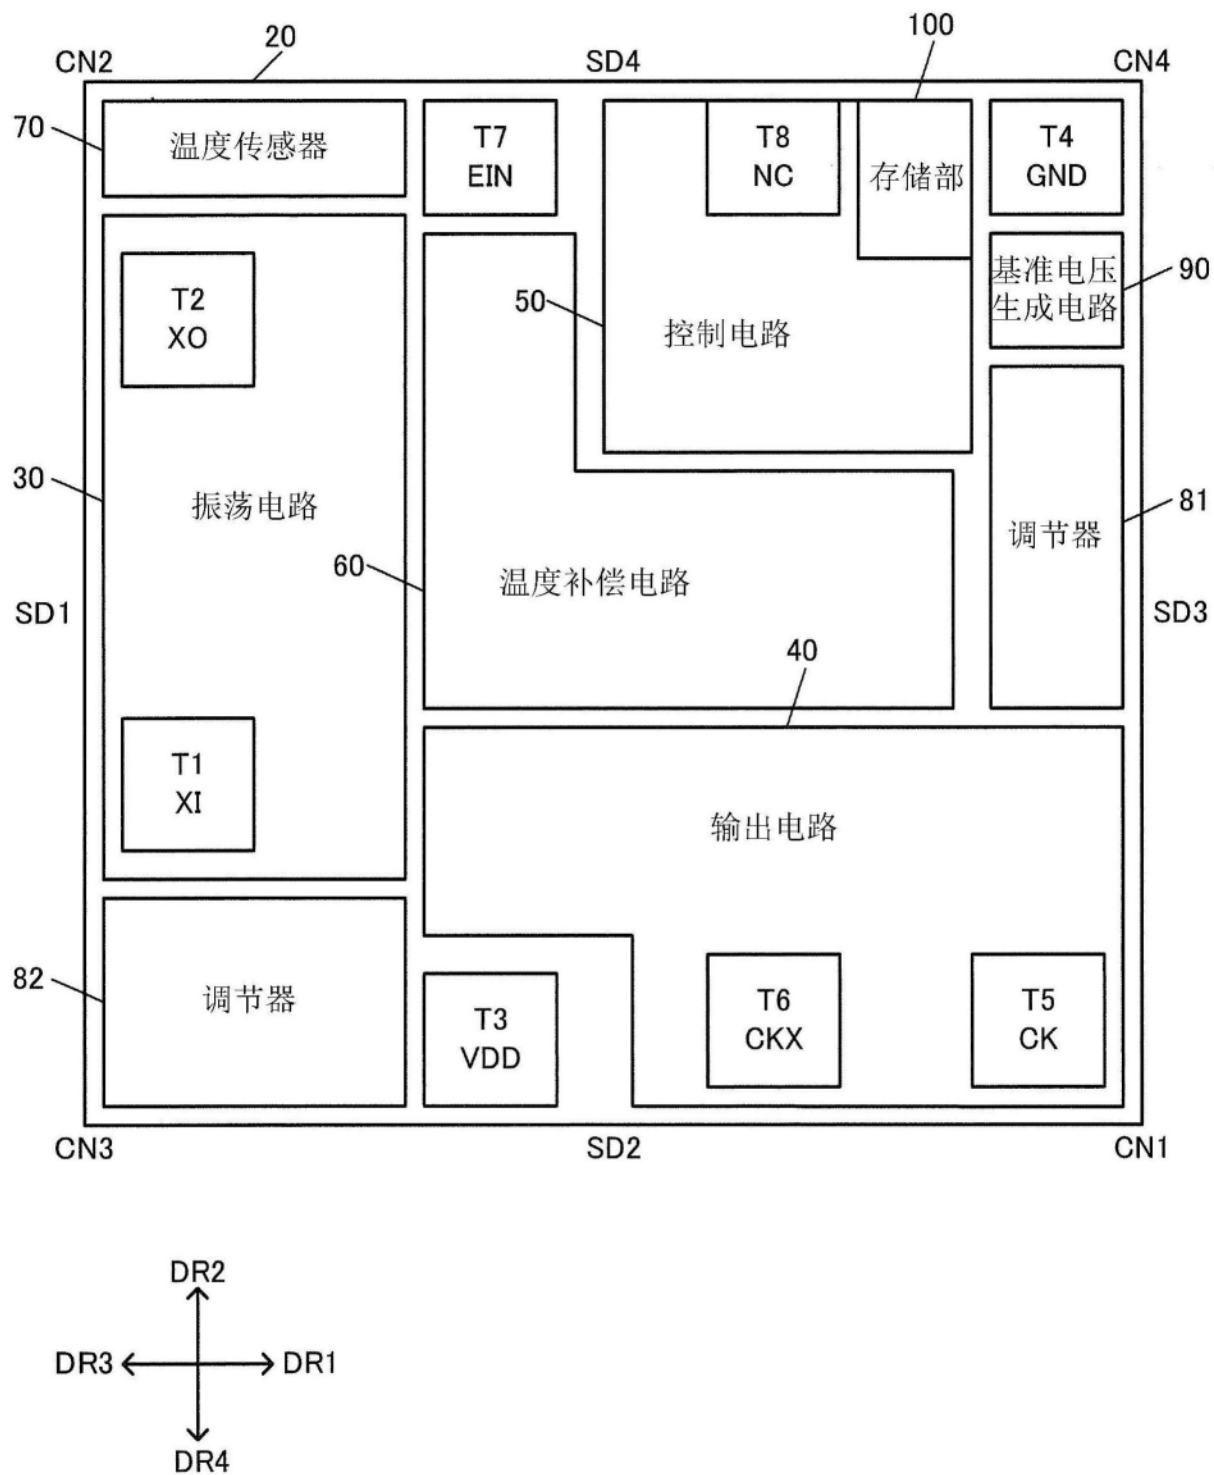 20
100
CN2
SD4
CN4
70
温度传感器
T7
EIN
T8
NC
存储部
T4
GND
T2
XO
50
控制电路
基准电压
生成电路
90
30
振荡电路
60
温度补偿电路
调节器
81
SD1
SD3
40
T1
XI
输出电路
82
调节器
T3
VDD
T6
CKX
T5
CK
CN3
SD2
CN1
DR2
DR3
DR1
DR4